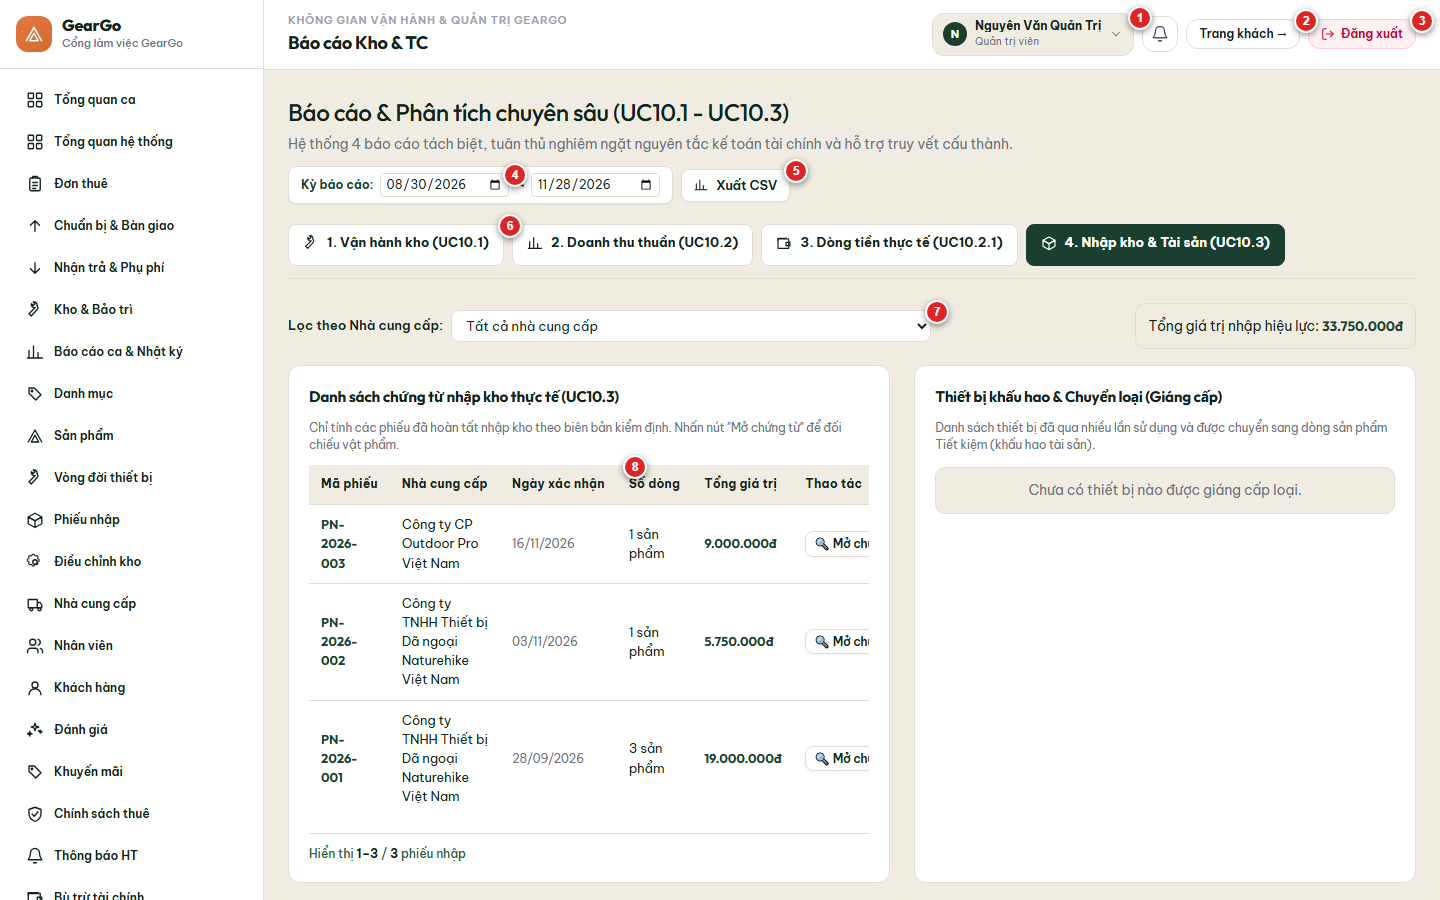 GearGo
Cổng làm việc GearGo
Tổng quan ca
Tổng quan hệ thống
Đơn thuê
Chuẩn bị & Bàn giao
Nhận trả & Phụ phí
Kho & Bảo trì
Báo cáo ca & Nhật ký
Danh mục
Sản phẩm
Vòng đời thiết bị
Phiếu nhập
Điều chỉnh kho
Nhà cung cấp
Nhân viên
Khách hàng
Đánh giá
Khuyến mãi
Chính sách thuê
Thông báo HT
Bù trừ tài chính
KHÔNG GIAN VẬN HÀNH & QUẢN TRỊ GEARGO
Báo cáo Kho & TC
N
Nguyễn Văn Quản Trị
Quản trị viên
1
Trang khách →
2
Đăng xuất
3
Báo cáo & Phân tích chuyên sâu (UC10.1 - UC10.3)
Hệ thống 4 báo cáo tách biệt, tuân thủ nghiêm ngặt nguyên tắc kế toán tài chính và hỗ trợ truy vết cấu thành.
Kỳ báo cáo: 08/30/2026 4 11/28/2026
Xuất CSV 5
1. Vận hành kho (UC10.1) 6
2. Doanh thu thuần (UC10.2)
3. Dòng tiền thực tế (UC10.2.1)
4. Nhập kho & Tài sản (UC10.3)
Lọc theo Nhà cung cấp: Tất cả nhà cung cấp 7
Tổng giá trị nhập hiệu lực: 33.750.000đ
Danh sách chứng từ nhập kho thực tế (UC10.3)
Chỉ tính các phiếu đã hoàn tất nhập kho theo biên bản kiểm định. Nhấn nút "Mở chứng từ" để đối
chiếu vật phẩm.
8
Mã phiếu Nhà cung cấp Ngày xác nhận Số dòng Tổng giá trị Thao tác
PN-
2026-
003
Công ty CP
Outdoor Pro
Việt Nam
16/11/2026
1 sản
phẩm
9.000.000đ
Mở chứ
PN-
2026-
002
Công ty
TNHH Thiết bị
Dã ngoại
Naturehike
Việt Nam
03/11/2026
1 sản
phẩm
5.750.000đ
Mở chứ
PN-
2026-
001
Công ty
TNHH Thiết bị
Dã ngoại
Naturehike
Việt Nam
28/09/2026
3 sản
phẩm
19.000.000đ
Mở chứ
Hiển thị 1–3 / 3 phiếu nhập
Thiết bị khấu hao & Chuyển loại (Giáng cấp)
Danh sách thiết bị đã qua nhiều lần sử dụng và được chuyển sang dòng sản phẩm
Tiết kiệm (khấu hao tài sản).
Chưa có thiết bị nào được giáng cấp loại.